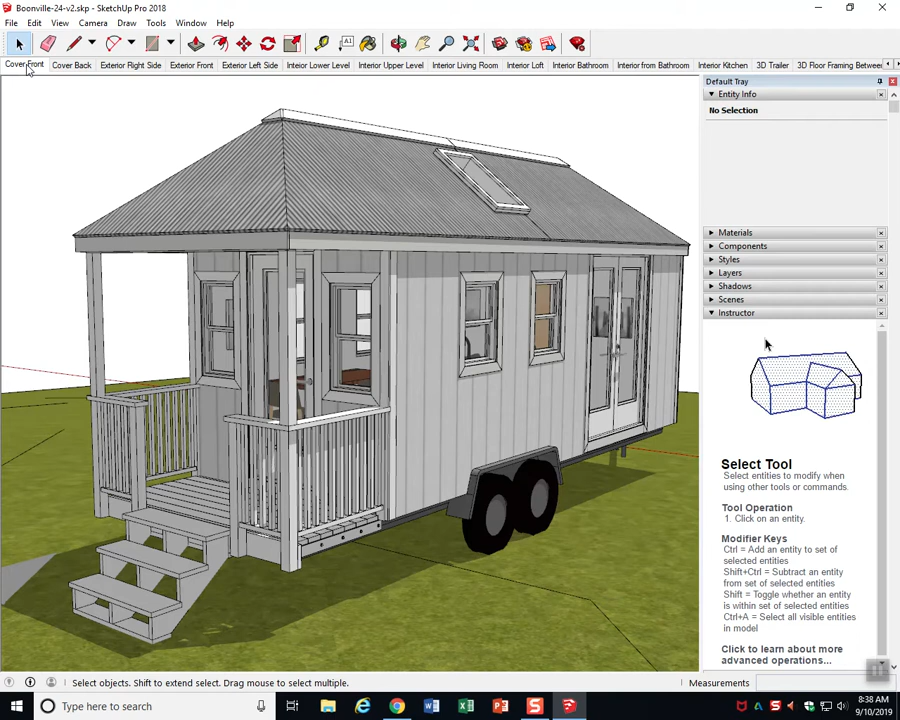 Boonville-24-v2.skp - SketchUp Pro 2018
File Edit View Camera Draw Tools Window Help
Cover Front Cover Back Exterior Right Side Exterior Front Exterior Left Side Interior Lower Level Interior Upper Level Interior Living Room Interior Loft Interior Bathroom Interior from Bathroom Interior Kitchen 3D Trailer 3D Floor Framing Between
Default Tray
Entity Info
No Selection
Materials
Components
Styles
Layers
Shadows
Scenes
Instructor
Select Tool
Select entities to modify when
using other tools or commands.
Tool Operation
1. Click on an entity.
Modifier Keys
Ctrl = Add an entity to set of
selected entities
Shift+Ctrl = Subtract an entity
from set of selected entities
Shift = Toggle whether an entity
is within set of selected entities
Ctrl+A = Select all visible entities
in model
Click to learn about more
advanced operations...
Select objects. Shift to extend select. Drag mouse to select multiple.
Measurements
Type here to search
8:38 AM
9/10/2019